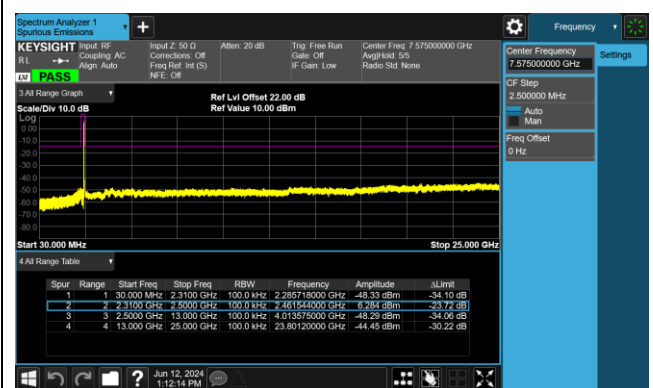 Spectrum Analyzer 1
Spurious Emissions
Frequency
KEYSIGHT
RL
LXI
PASS
Input: RF
Coupling: AC
Align: Auto
Input Z: 50 Ω
Corrections: Off
Freq Ref: Int (S)
NFE: Off
Atten: 20 dB
Trig: Free Run
Gate: Off
IF Gain: Low
Center Freq: 7.575000000 GHz
Avg|Hold: 5/5
Radio Std: None
Center Frequency
7.575000000 GHz
Settings
CF Step
2.500000 MHz
Auto
Man
Freq Offset
0 Hz
3 All Range Graph
Scale/Div 10.0 dB
Ref Lvl Offset 22.00 dB
Ref Value 10.00 dBm
Log
0.00
-10.0
-20.0
-30.0
-40.0
-50.0
-60.0
-70.0
-80.0
Start 30.000 MHz
Stop 25.000 GHz
4 All Range Table
Spur Range Start Freq Stop Freq RBW Frequency Amplitude ΔLimit
1 1 30.000 MHz 2.3100 GHz 100.0 kHz 2.285718000 GHz -48.33 dBm -34.10 dB
2 2 2.3100 GHz 2.5000 GHz 100.0 kHz 2.461544000 GHz 6.284 dBm -23.72 dB
3 3 2.5000 GHz 13.000 GHz 100.0 kHz 4.013575000 GHz -48.29 dBm -34.06 dB
4 4 13.000 GHz 25.000 GHz 100.0 kHz 23.80120000 GHz -44.45 dBm -30.22 dB
Jun 12, 2024
1:12:14 PM